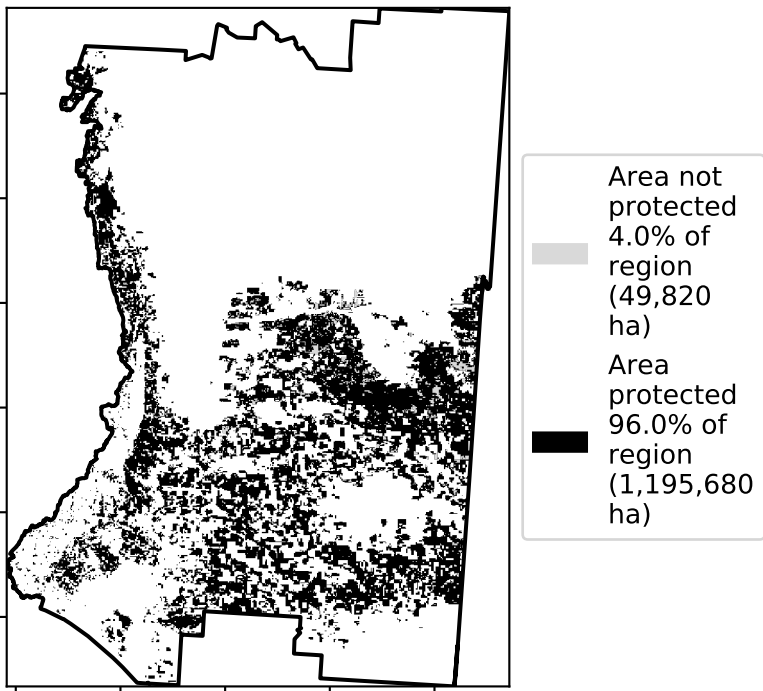 Area not
protected
4.0% of
region
(49,820
ha)
Area
protected
96.0% of
region
(1,195,680
ha)